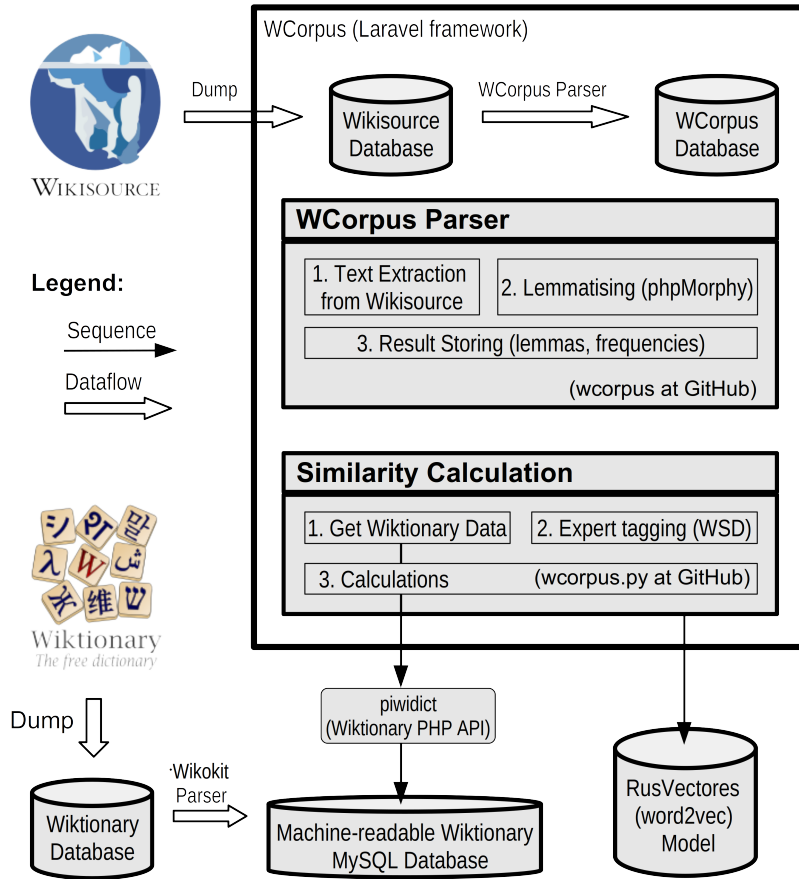 WCorpus (Laravel framework)
Dump
WCorpus Parser
Wikisource
Database
WCorpus
Database
WIKISOURCE
WCorpus Parser
1. Text Extraction
from Wikisource
2. Lemmatising (phpMorphy)
3. Result Storing (lemmas, frequencies)
(wcorpus at GitHub)
Legend:
Sequence
Dataflow
Similarity Calculation
1. Get Wiktionary Data
2. Expert tagging (WSD)
3. Calculations
(wcorpus.py at GitHub)
シ 말
λ W ش
维 ש
Wiktionary
The free dictionary
Dump
piwidict
(Wiktionary PHP API)
Wikokit
Parser
Wiktionary
Database
Machine-readable Wiktionary
MySQL Database
RusVectores
(word2vec)
Model